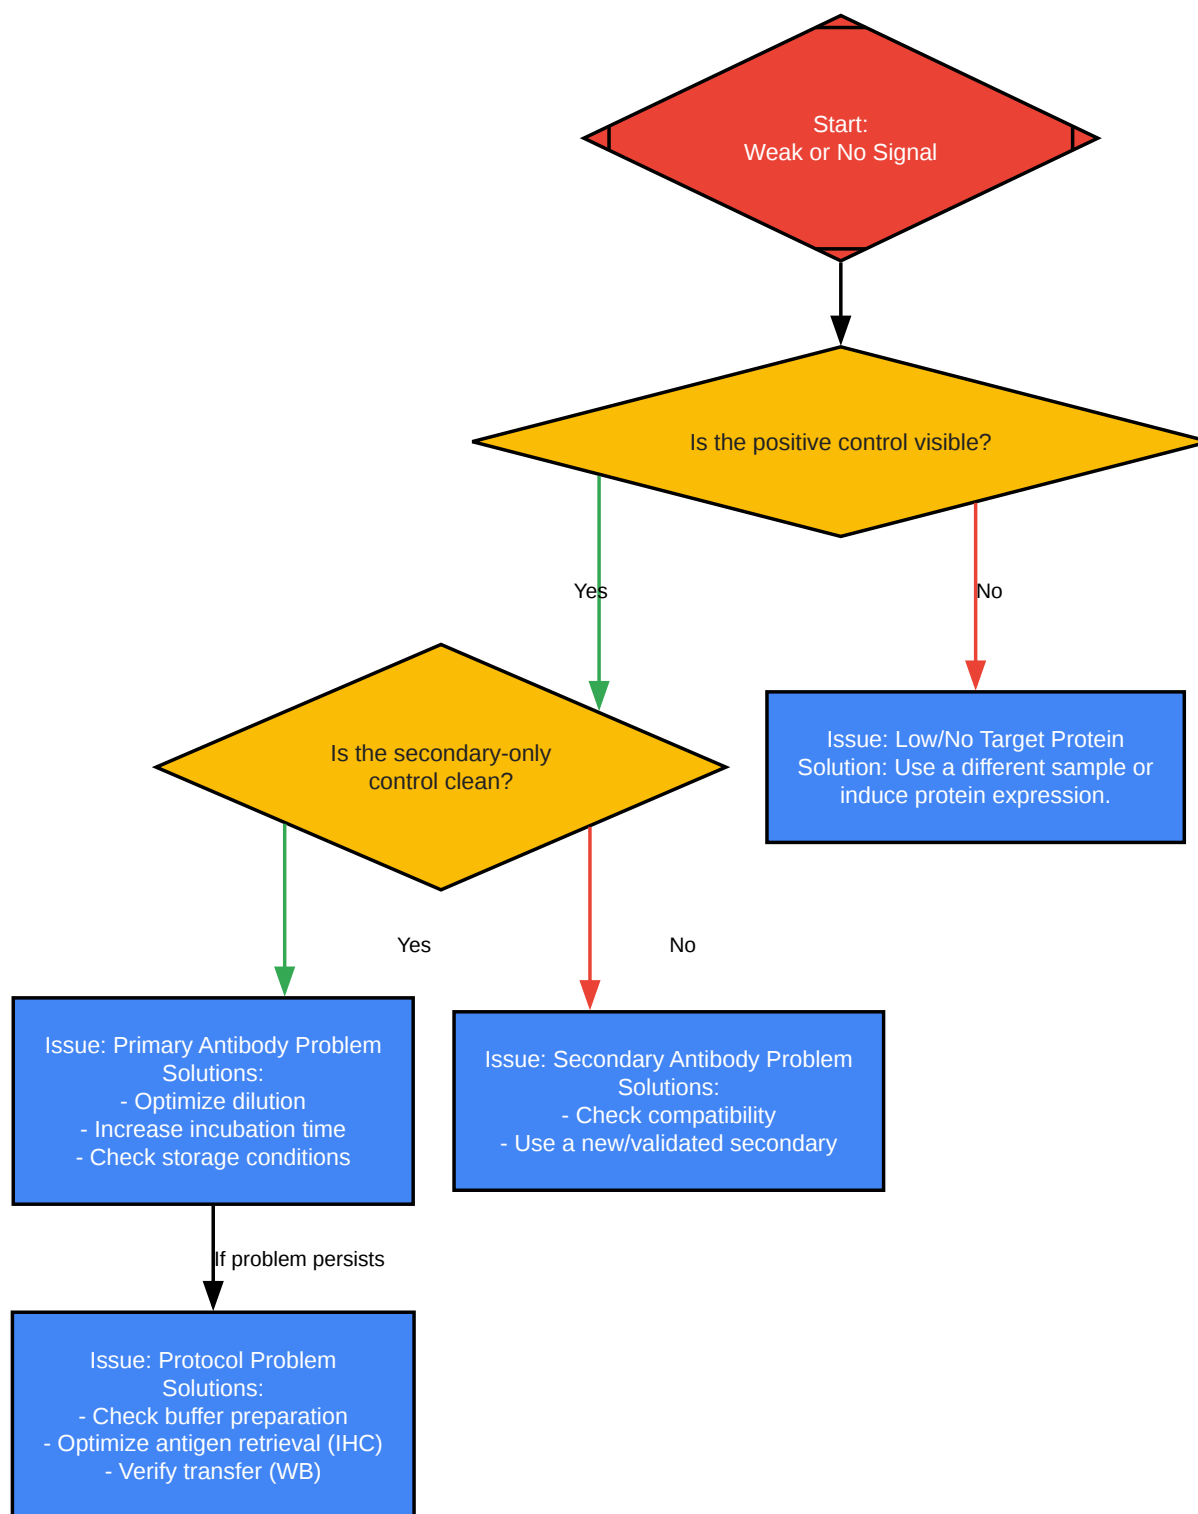 Start:
Weak or No Signal
Is the positive control visible?
Yes
No
Is the secondary-only
control clean?
Issue: Low/No Target Protein
Solution: Use a different sample or
induce protein expression.
Yes
No
Issue: Primary Antibody Problem
Solutions:
- Optimize dilution
- Increase incubation time
- Check storage conditions
Issue: Secondary Antibody Problem
Solutions:
- Check compatibility
- Use a new/validated secondary
If problem persists
Issue: Protocol Problem
Solutions:
- Check buffer preparation
- Optimize antigen retrieval (IHC)
- Verify transfer (WB)